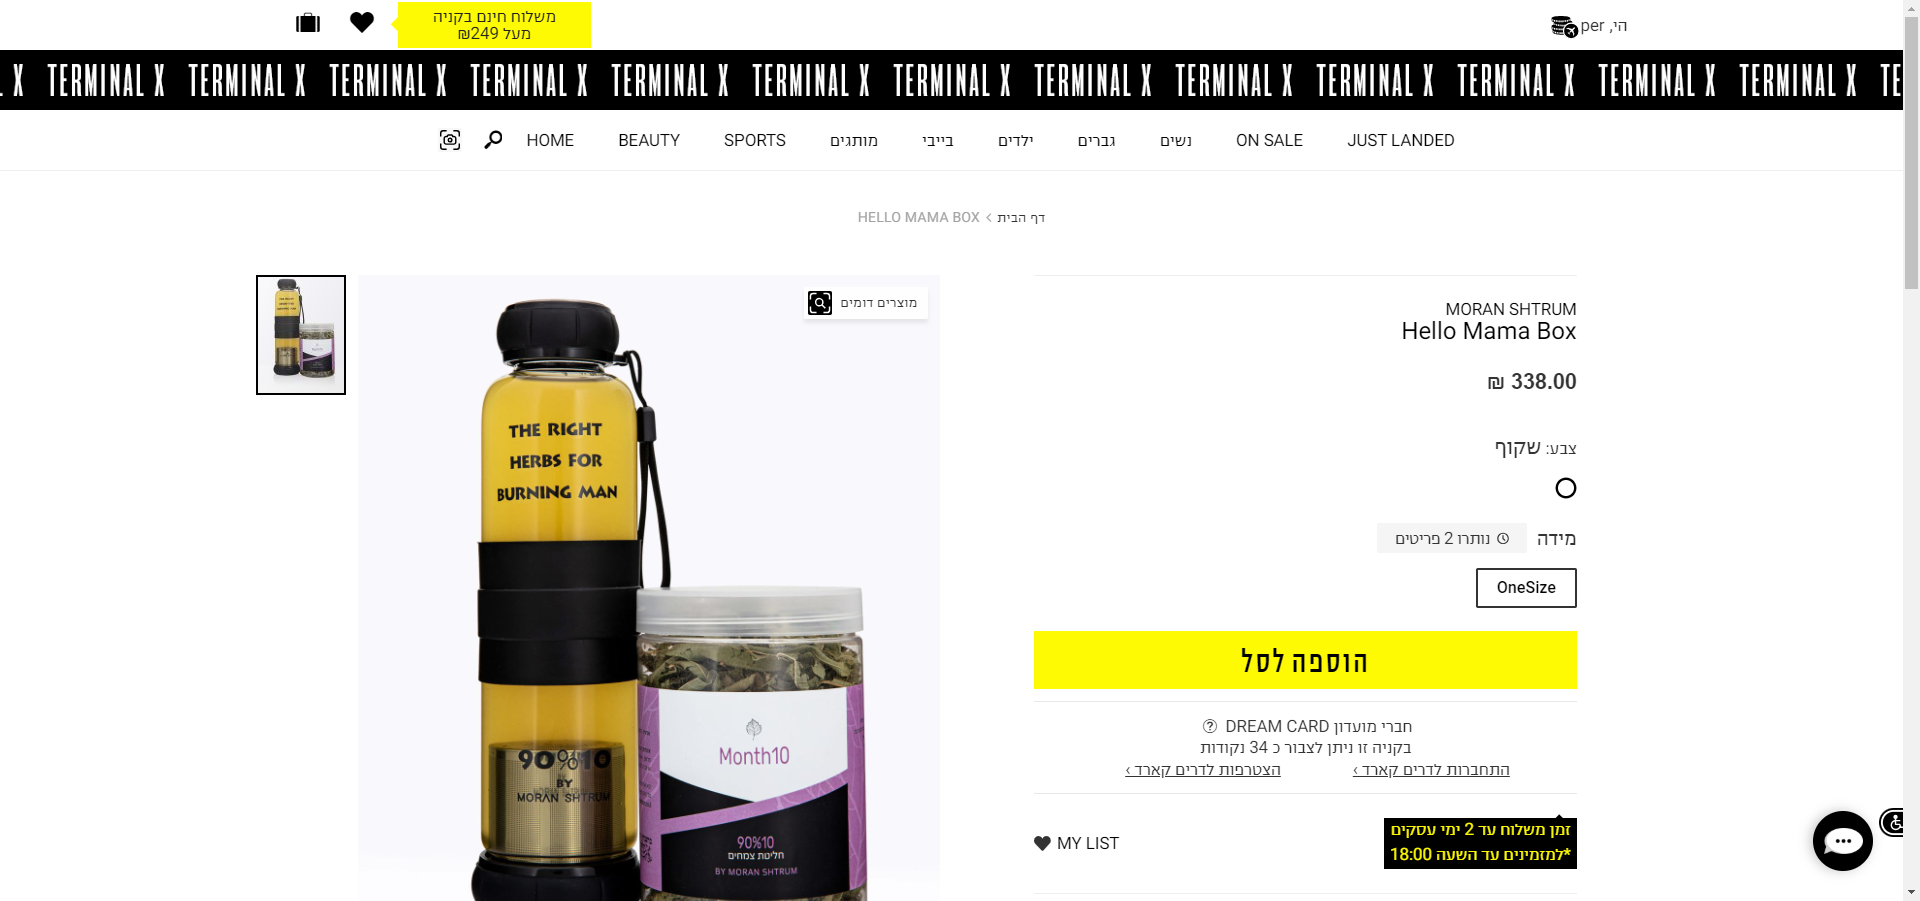 הי, per
משלוח חינם בקניה
מעל 249₪
X TERMINAL X TERMINAL X TERMINAL X TERMINAL X TERMINAL X TERMINAL X TERMINAL X TERMINAL X TERMINAL X TERMINAL X TERMINAL X TERMINAL X TERMINAL X TE
HOME BEAUTY SPORTS מותגים בייבי ילדים גברים נשים ON SALE JUST LANDED
דף הבית > HELLO MAMA BOX
מוצרים דומים
THE RIGHT
HERBS FOR
BURNING MAN
90%10
BY
MORAN SHTRUM
Month10
90%10
חליטת צמחים
BY MORAN SHTRUM
MORAN SHTRUM
Hello Mama Box
338.00 ₪
צבע: שקוף
מידה
נותרו 2 פריטים
OneSize
הוספה לסל
חברי מועדון DREAM CARD
בקניה זו ניתן לצבור כ 34 נקודות
התחברות לדרים קארד ›
הצטרפות לדרים קארד ›
זמן משלוח עד 2 ימי עסקים
*למזמינים עד השעה 18:00
MY LIST